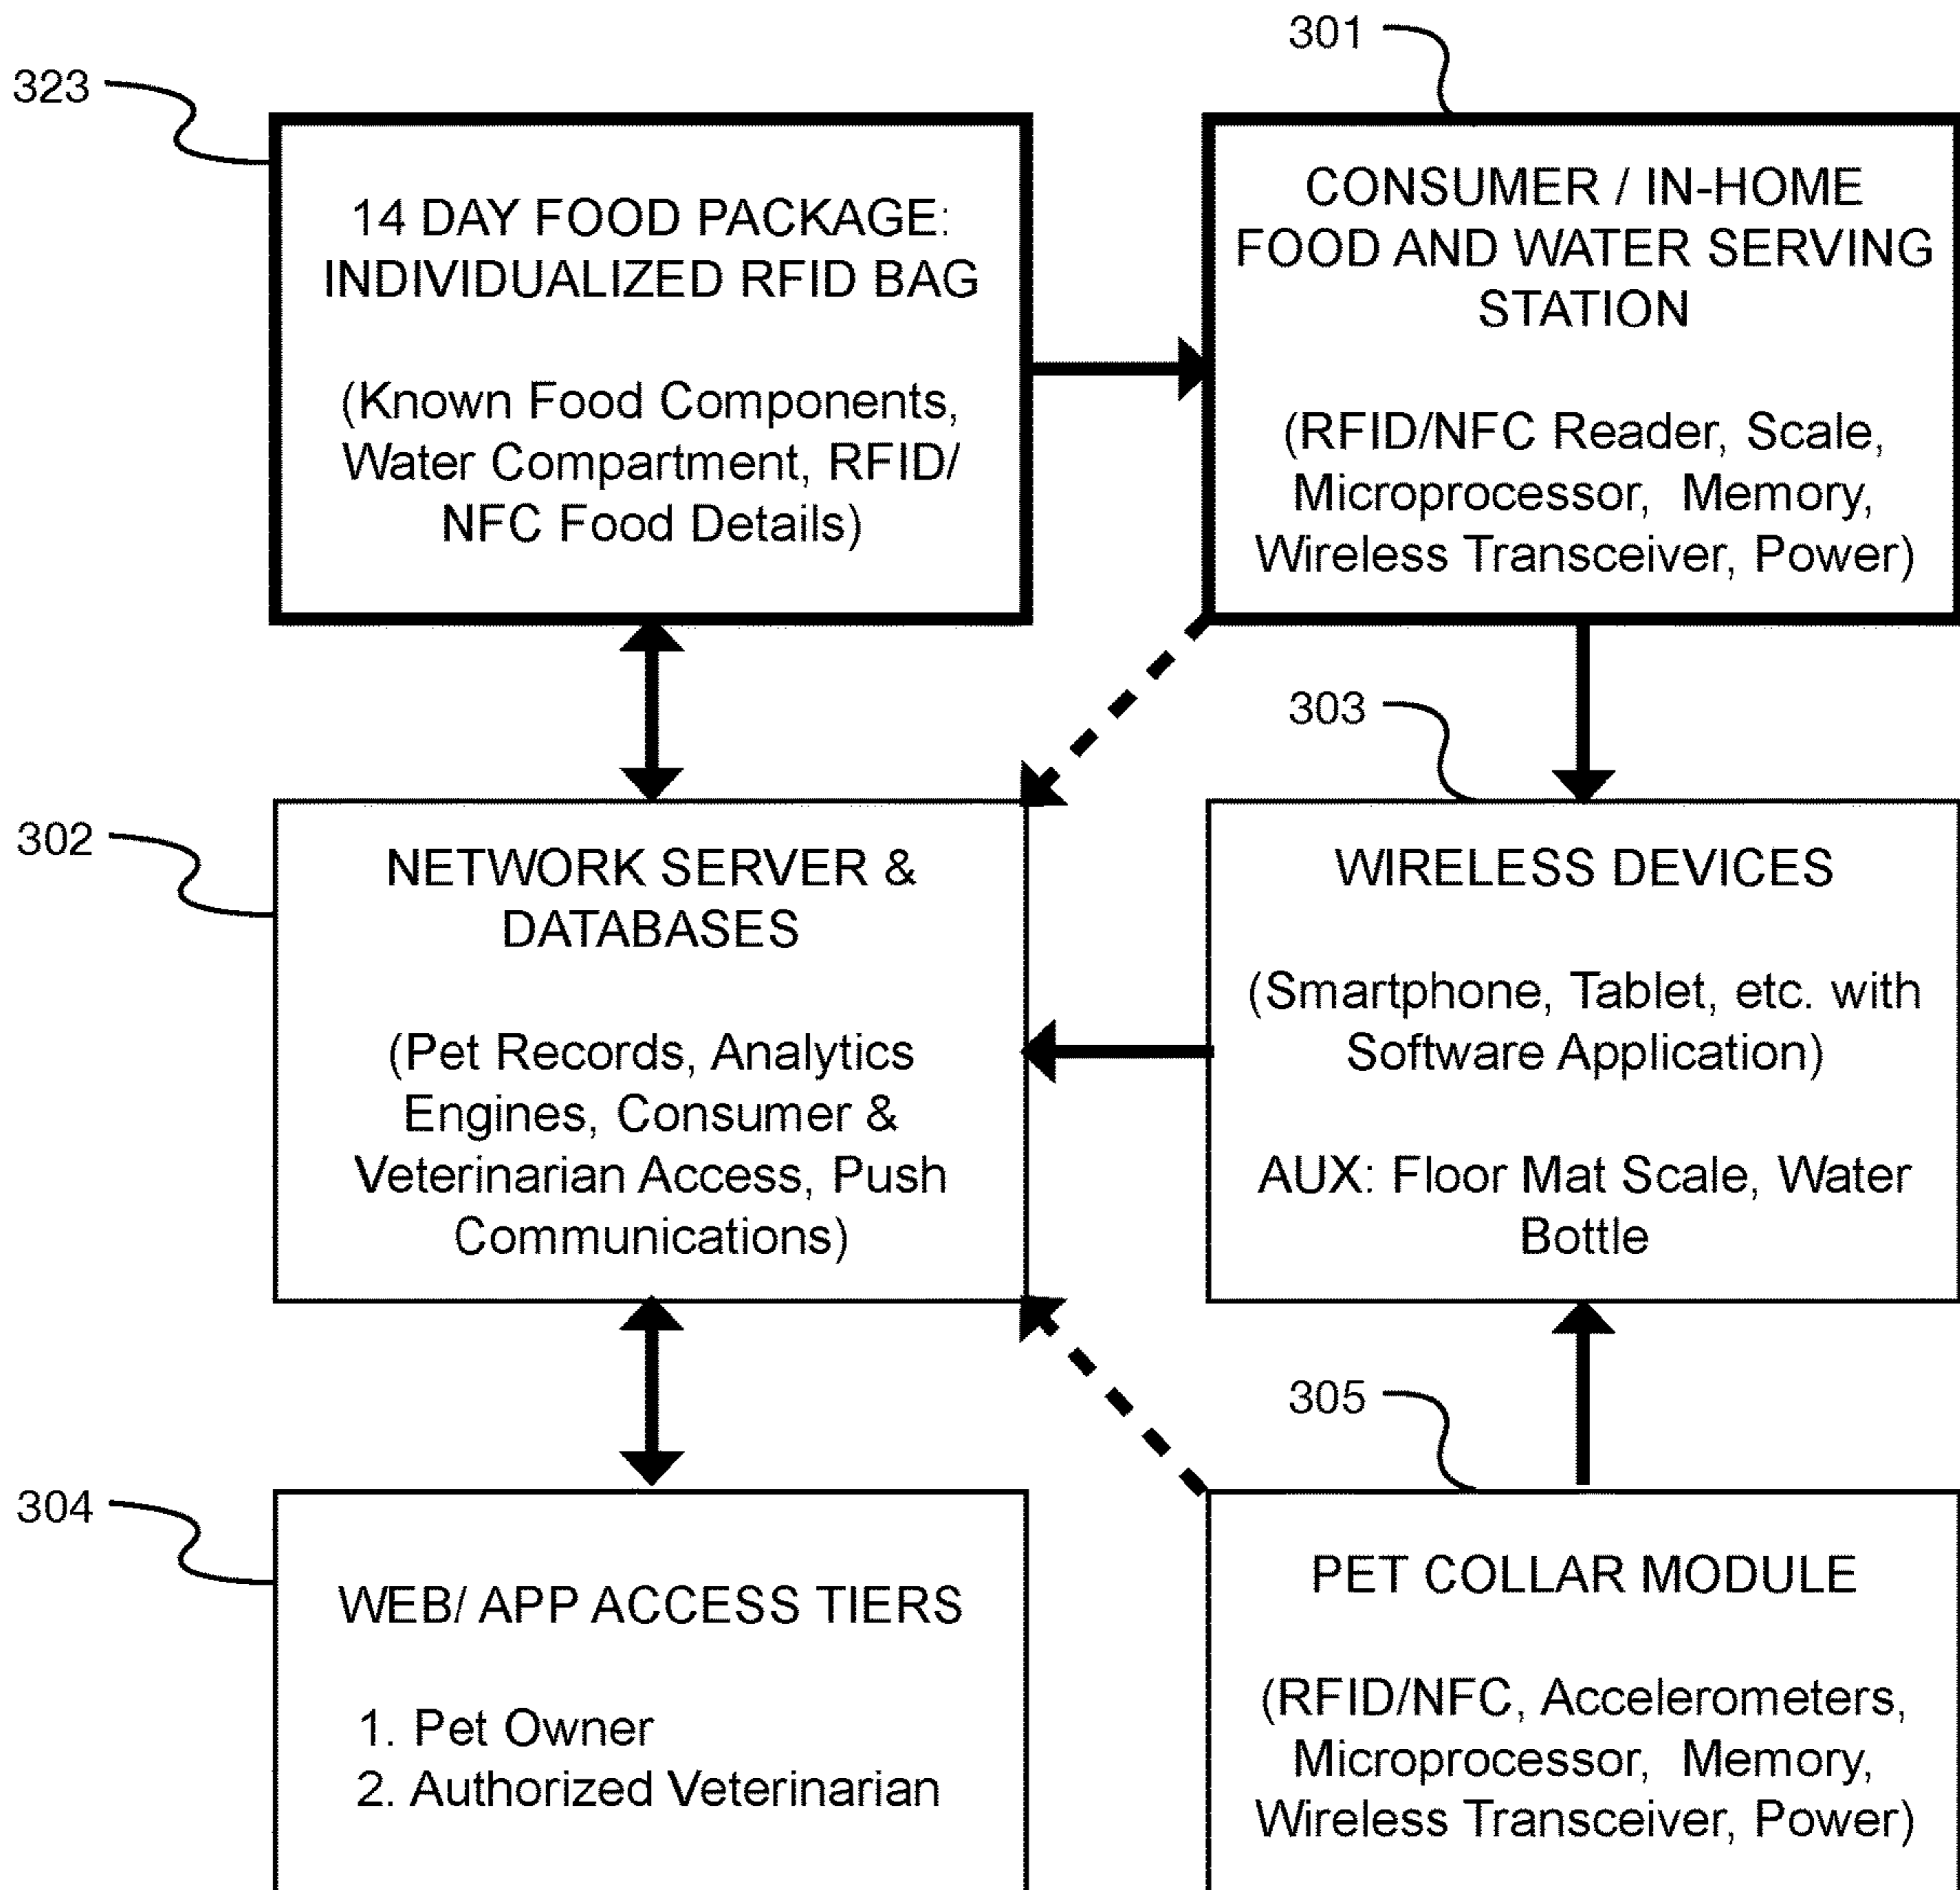 323
14 DAY FOOD PACKAGE:
INDIVIDUALIZED RFID BAG
(Known Food Components,
Water Compartment, RFID/
NFC Food Details)
301
CONSUMER / IN-HOME
FOOD AND WATER SERVING
STATION
(RFID/NFC Reader, Scale,
Microprocessor, Memory,
Wireless Transceiver, Power)
302
NETWORK SERVER &
DATABASES
(Pet Records, Analytics
Engines, Consumer &
Veterinarian Access, Push
Communications)
303
WIRELESS DEVICES
(Smartphone, Tablet, etc. with
Software Application)
AUX: Floor Mat Scale, Water
Bottle
304
WEB/ APP ACCESS TIERS
1. Pet Owner
2. Authorized Veterinarian
305
PET COLLAR MODULE
(RFID/NFC, Accelerometers,
Microprocessor, Memory,
Wireless Transceiver, Power)